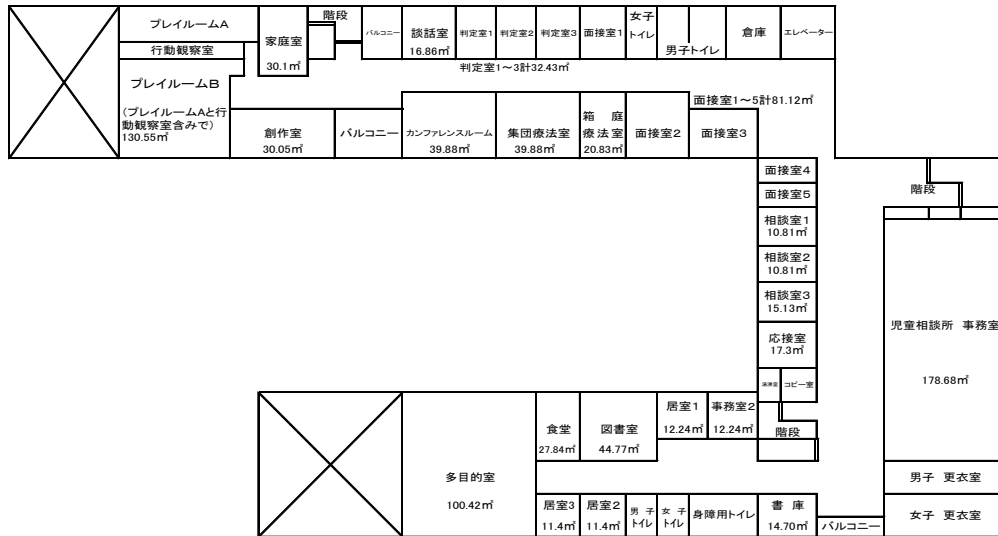 プレイルームA
行動観察室
プレイルームB
(プレイルームAと行
動観察室含みで)
130.55㎡
家庭室
30.1㎡
階段
バルコニー
談話室
16.86㎡
判定室1
判定室2
判定室3
面接室1
女子
トイレ
男子トイレ
倉庫
エレベーター
判定室1～3計32.43㎡
面接室1～5計81.12㎡
創作室
30.05㎡
バルコニー
カンファレンスルーム
39.88㎡
集団療法室
39.88㎡
箱 庭
療法室
20.83㎡
面接室2
面接室3
面接室4
面接室5
相談室1
10.81㎡
相談室2
10.81㎡
相談室3
15.13㎡
応接室
17.3㎡
湯沸室
コピー室
階段
階段
児童相談所 事務室
178.68㎡
男子 更衣室
女子 更衣室
多目的室
100.42㎡
食堂
27.84㎡
図書室
44.77㎡
居室1
12.24㎡
事務室2
12.24㎡
居室3
11.4㎡
居室2
11.4㎡
男 子
トイレ
女 子
トイレ
身障用トイレ
書 庫
14.70㎡
バルコニー